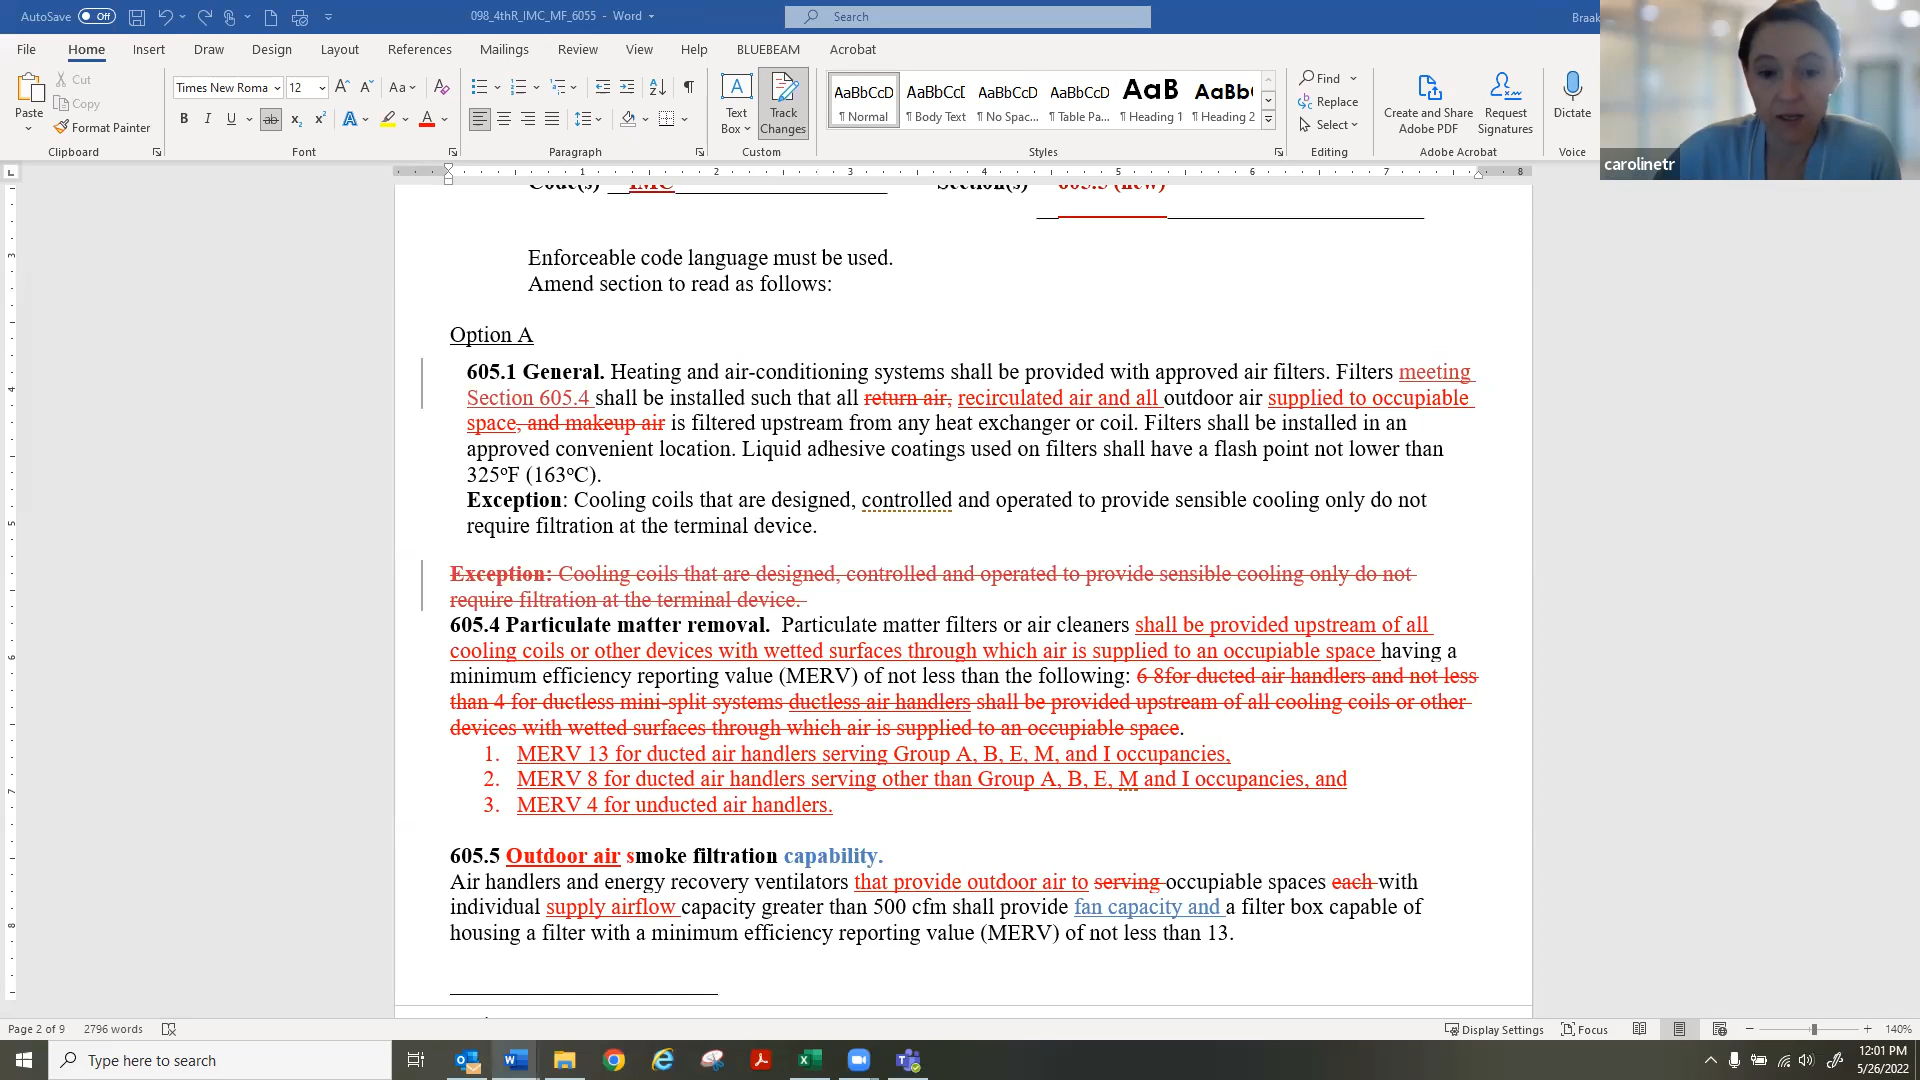 AutoSave Off 098_4thR_IMC_MF_6055 - Word Search Braak
File Home Insert Draw Design Layout References Mailings Review View Help BLUEBEAM Acrobat
Paste Cut Copy Format Painter
Times New Roma 12
Text Box Track Changes
AaBbCcD AaBbCcI AaBbCcD AaBbCcD AaB AaBb(
¶ Normal ¶ Body Text ¶ No Spac... ¶ Table Pa... ¶ Heading 1 ¶ Heading 2
Find Replace Select
Create and Share Adobe PDF Request Signatures Dictate
Clipboard Font Paragraph Custom Styles Editing Adobe Acrobat Voice
carolinetr
1 2 3 4 5 6 7 8
Code(s) IMC Section(s) 605.5 (new)
Enforceable code language must be used.
Amend section to read as follows:
Option A
605.1 General. Heating and air-conditioning systems shall be provided with approved air filters. Filters meeting
Section 605.4 shall be installed such that all return air, recirculated air and all outdoor air supplied to occupiable
space, and makeup air is filtered upstream from any heat exchanger or coil. Filters shall be installed in an
approved convenient location. Liquid adhesive coatings used on filters shall have a flash point not lower than
325ºF (163ºC).
Exception: Cooling coils that are designed, controlled and operated to provide sensible cooling only do not
require filtration at the terminal device.
Exception: Cooling coils that are designed, controlled and operated to provide sensible cooling only do not
require filtration at the terminal device.
605.4 Particulate matter removal. Particulate matter filters or air cleaners shall be provided upstream of all
cooling coils or other devices with wetted surfaces through which air is supplied to an occupiable space having a
minimum efficiency reporting value (MERV) of not less than the following: 6 8for ducted air handlers and not less
than 4 for ductless mini-split systems ductless air handlers shall be provided upstream of all cooling coils or other
devices with wetted surfaces through which air is supplied to an occupiable space.
1. MERV 13 for ducted air handlers serving Group A, B, E, M, and I occupancies,
2. MERV 8 for ducted air handlers serving other than Group A, B, E, M and I occupancies, and
3. MERV 4 for unducted air handlers.
605.5 Outdoor air smoke filtration capability.
Air handlers and energy recovery ventilators that provide outdoor air to serving occupiable spaces each with
individual supply airflow capacity greater than 500 cfm shall provide fan capacity and a filter box capable of
housing a filter with a minimum efficiency reporting value (MERV) of not less than 13.
Page 2 of 9 2796 words Display Settings Focus 140%
Type here to search 12:01 PM
5/26/2022